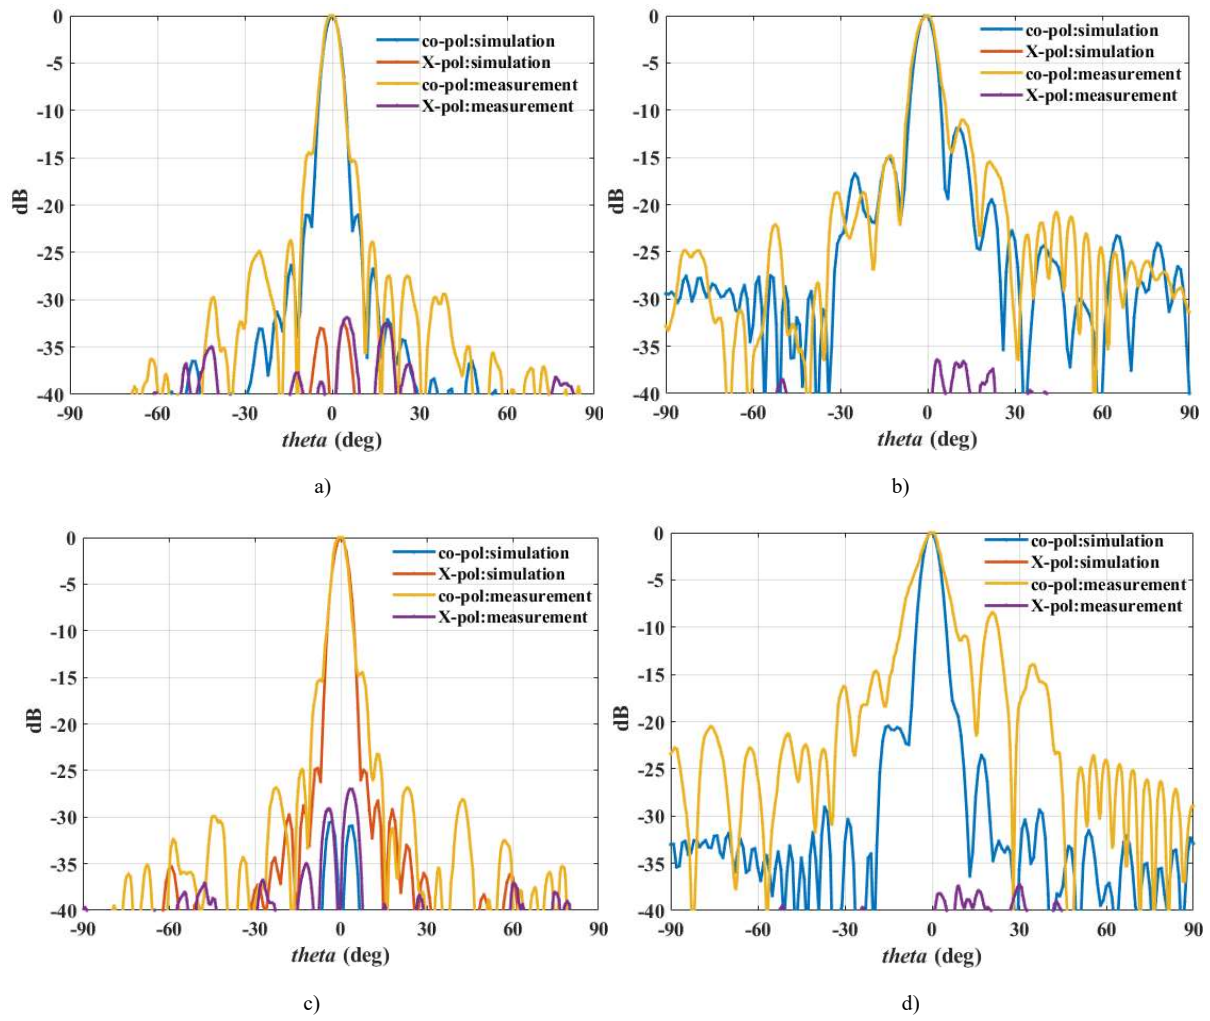 0
-5
-10
-15
-20
-25
-30
-35
-40
dB
-90
-60
-30
0
30
60
90
theta (deg)
co-pol:simulation
X-pol:simulation
co-pol:measurement
X-pol:measurement
a)
0
-5
-10
-15
-20
-25
-30
-35
-40
dB
-90
-60
-30
0
30
60
90
theta (deg)
co-pol:simulation
X-pol:simulation
co-pol:measurement
X-pol:measurement
b)
0
-5
-10
-15
-20
-25
-30
-35
-40
dB
-90
-60
-30
0
30
60
90
theta (deg)
co-pol:simulation
X-pol:simulation
co-pol:measurement
X-pol:measurement
c)
0
-5
-10
-15
-20
-25
-30
-35
-40
dB
-90
-60
-30
0
30
60
90
theta (deg)
co-pol:simulation
X-pol:simulation
co-pol:measurement
X-pol:measurement
d)